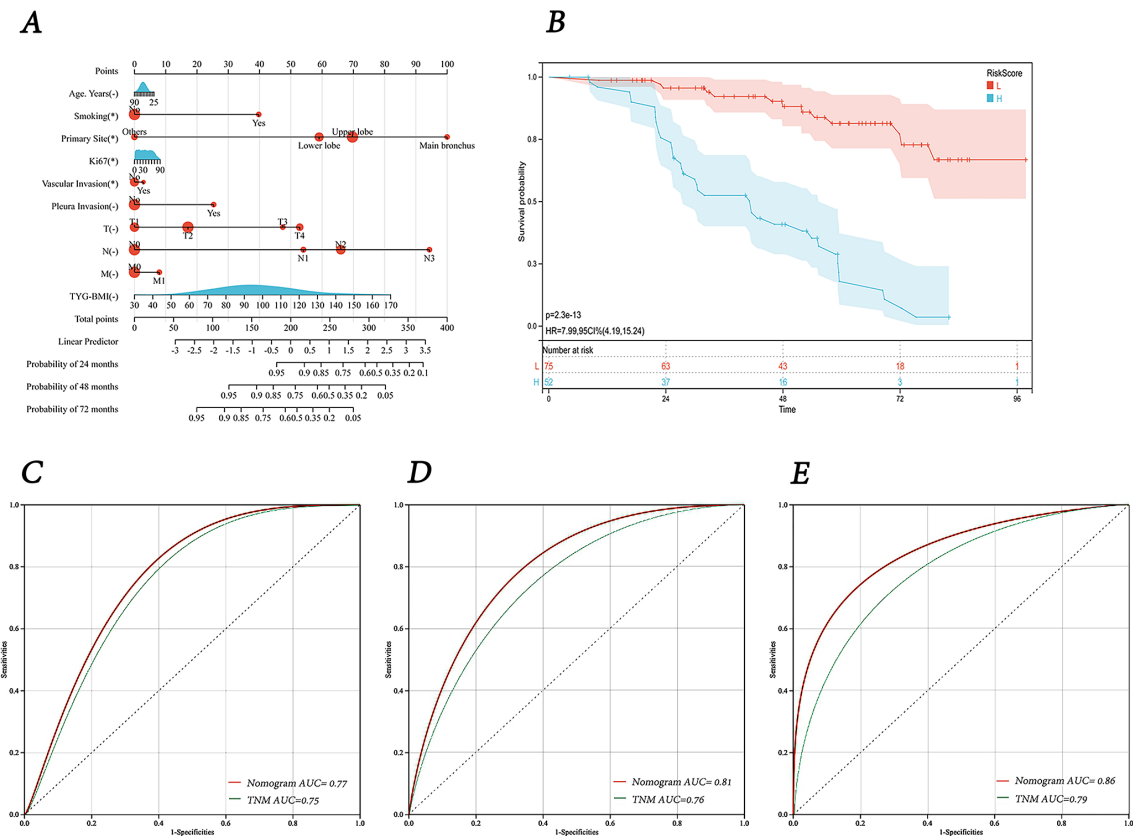 A
Points
0 10 20 30 40 50 60 70 80 90 100
Age. Years(-)
90 25
Smoking(*)
No
Yes
Primary Site(*)
Others
Lower lobe
Upper lobe
Main bronchus
Ki67(*)
0 30 90
Vascular Invasion(*)
No
Yes
Pleura Invasion(-)
No
Yes
T(-)
T1
T2
T3
T4
N(-)
N0
N1
N2
N3
M(-)
M0
M1
TYG-BMI(-)
30 40 50 60 70 80 90 100 110 120 130 140 150 160 170
Total points
0 50 100 150 200 250 300 350 400
Linear Predictor
-3 -2.5 -2 -1.5 -1 -0.5 0 0.5 1 1.5 2 2.5 3 3.5
Probability of 24 months
0.95 0.9 0.85 0.75 0.60.5 0.35 0.2 0.1
Probability of 48 months
0.95 0.9 0.85 0.75 0.60.5 0.35 0.2 0.05
Probability of 72 months
0.95 0.9 0.85 0.75 0.60.5 0.35 0.2 0.05
B
Survival probability
1.0
0.8
0.5
0.3
0.0
RiskScore
L
H
p=2.3e-13
HR=7.99,95CI%(4.19,15.24)
Number at risk
L 75 63 43 18 1
H 52 37 16 3 1
0 24 48 72 96
Time
C
Sensitivities
1.0
0.8
0.6
0.4
0.2
0.0
Nomogram AUC= 0.77
TNM AUC=0.75
0.0 0.2 0.4 0.6 0.8 1.0
1-Specificities
D
Sensitivities
1.0
0.8
0.6
0.4
0.2
0.0
Nomogram AUC= 0.81
TNM AUC=0.76
0.0 0.2 0.4 0.6 0.8 1.0
1-Specificities
E
Sensitivities
1.0
0.8
0.6
0.4
0.2
0.0
Nomogram AUC= 0.86
TNM AUC=0.79
0.0 0.2 0.4 0.6 0.8 1.0
1-Specificities